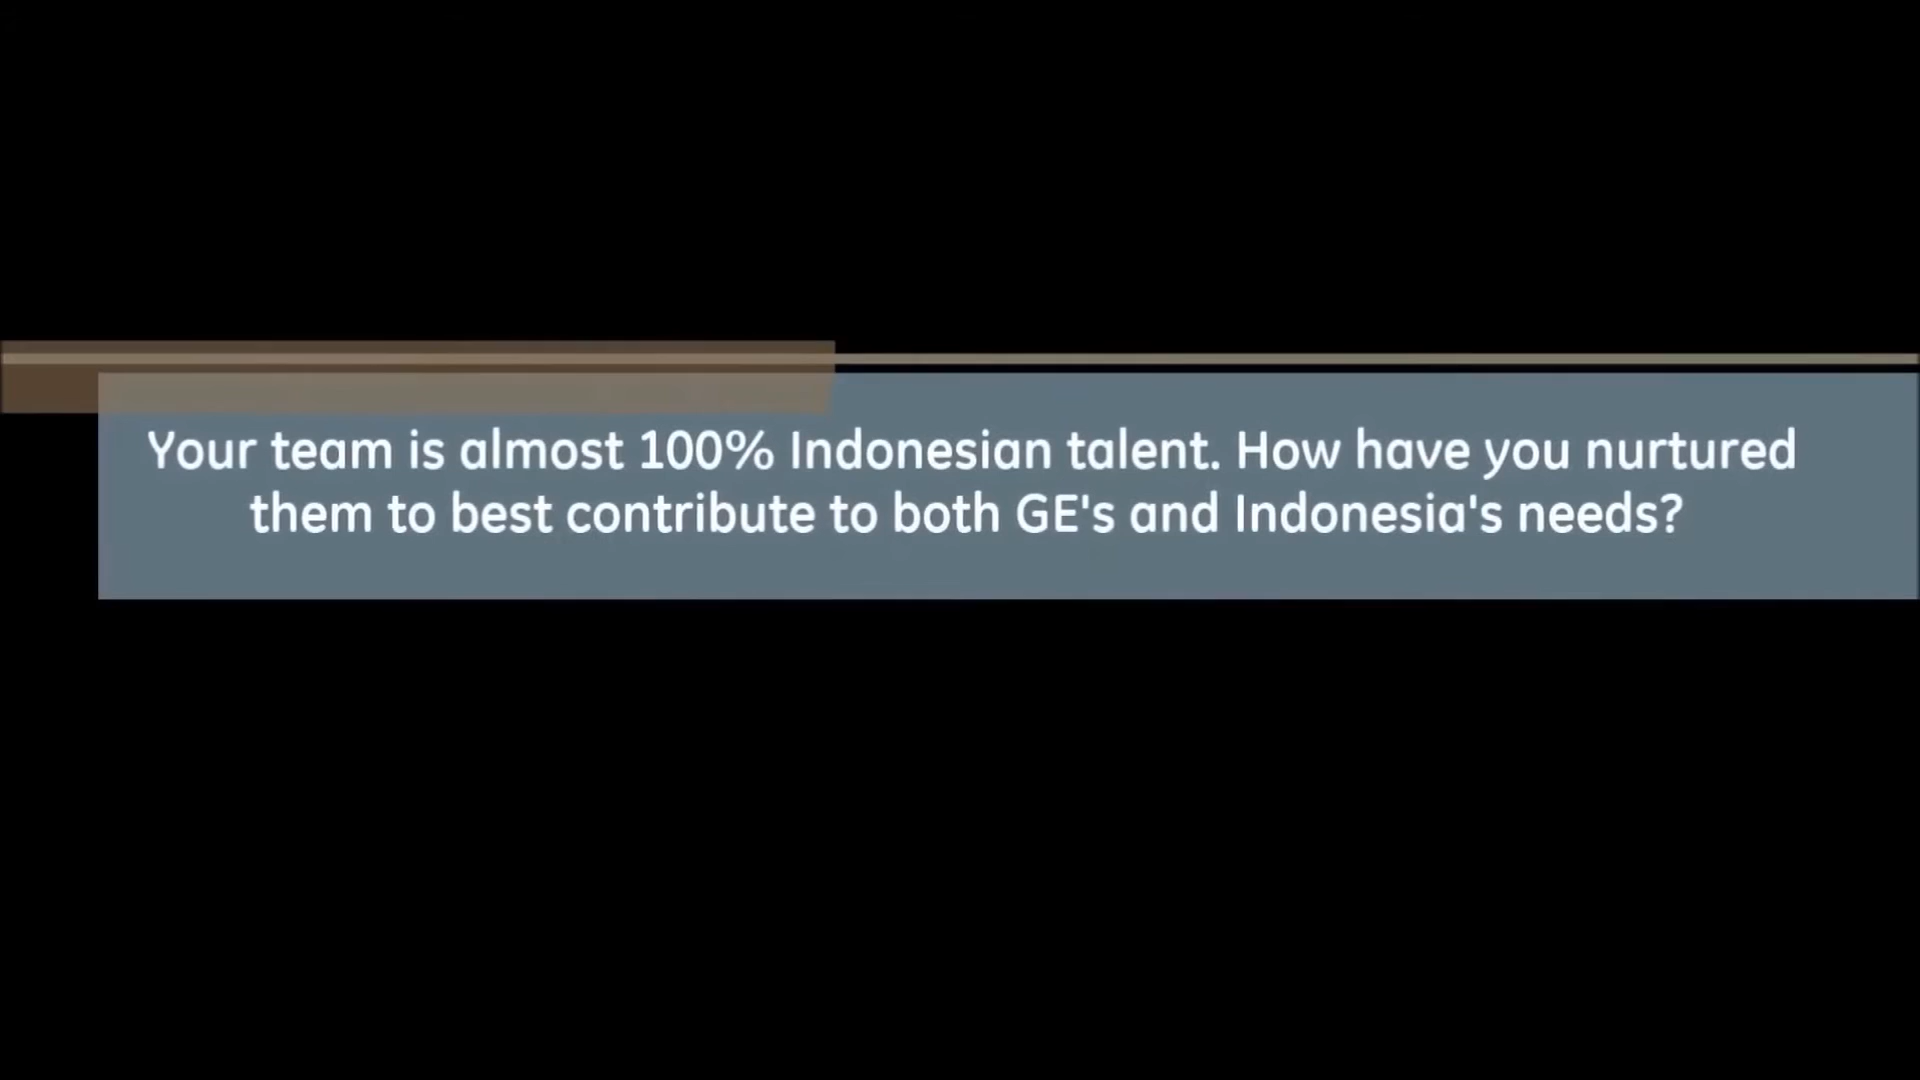 Your team is almost 100% Indonesian talent. How have you nurtured
them to best contribute to both GE's and Indonesia's needs?